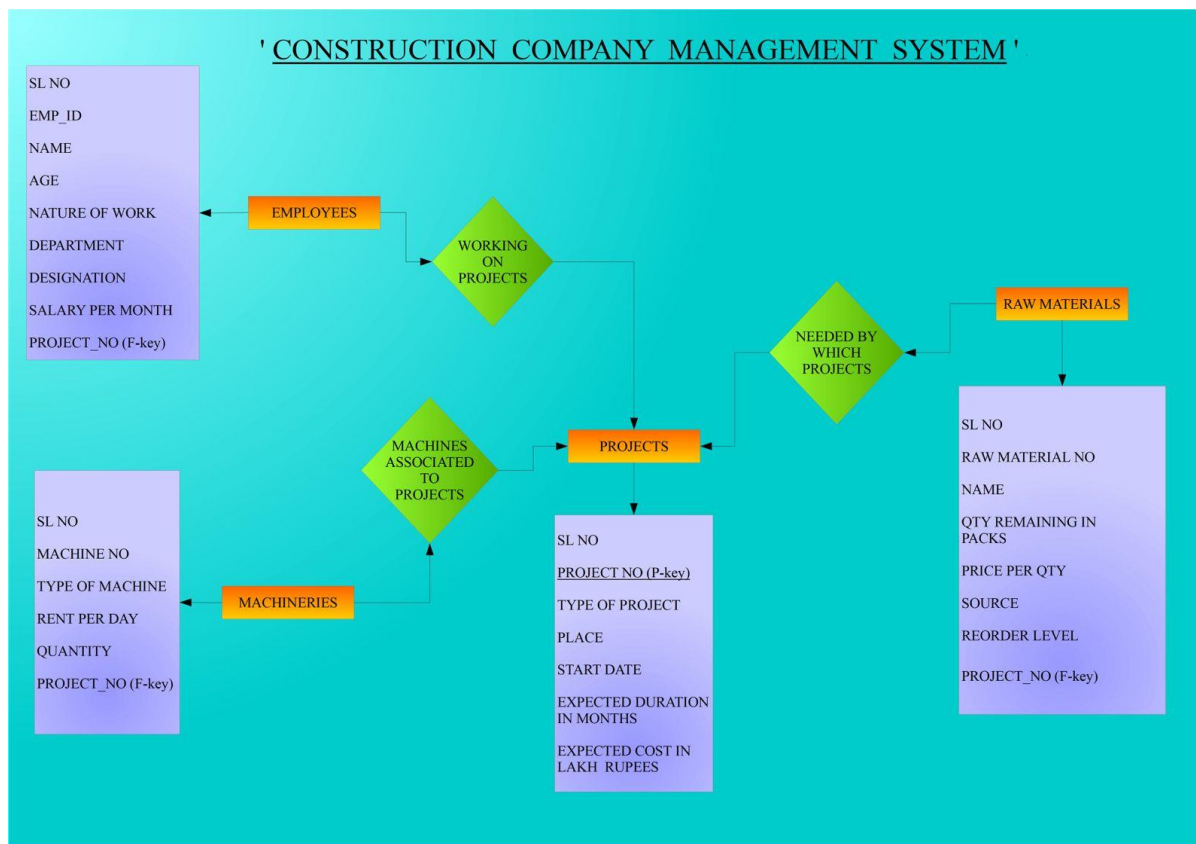 ' CONSTRUCTION COMPANY MANAGEMENT SYSTEM '
SL NO
EMP_ID
NAME
AGE
NATURE OF WORK
DEPARTMENT
DESIGNATION
SALARY PER MONTH
PROJECT_NO (F-key)
EMPLOYEES
WORKING
ON
PROJECTS
RAW MATERIALS
NEEDED BY
WHICH
PROJECTS
MACHINES
ASSOCIATED
TO
PROJECTS
PROJECTS
SL NO
RAW MATERIAL NO
NAME
QTY REMAINING IN
PACKS
PRICE PER QTY
SOURCE
REORDER LEVEL
PROJECT_NO (F-key)
SL NO
MACHINE NO
TYPE OF MACHINE
RENT PER DAY
QUANTITY
PROJECT_NO (F-key)
MACHINERIES
SL NO
PROJECT NO (P-key)
TYPE OF PROJECT
PLACE
START DATE
EXPECTED DURATION
IN MONTHS
EXPECTED COST IN
LAKH RUPEES